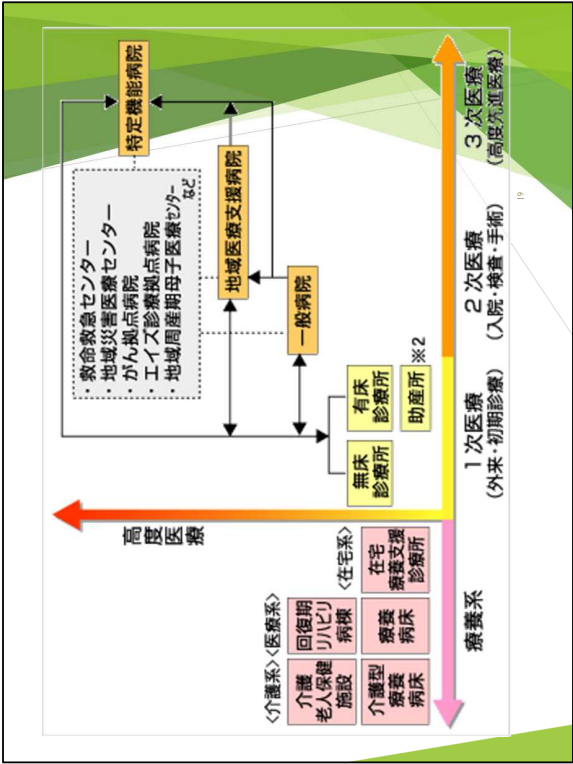 特定機能病院
・救命救急センター
・地域災害医療センター
・がん拠点病院
・エイズ診療拠点病院
・地域周産期母子医療センター
など
地域医療支援病院
一般病院
高度
医療
無床
診療所
有床
診療所
助産所
※2
<介護系>
<医療系>
<在宅系>
介護
老人保健
施設
回復期
リハビリ
病棟
介護型
療養
病床
療養
病床
在宅
療養支援
診療所
療養系
1次医療
(外来・初期診療)
2次医療
(入院・検査・手術)
3次医療
(高度先進医療)
19